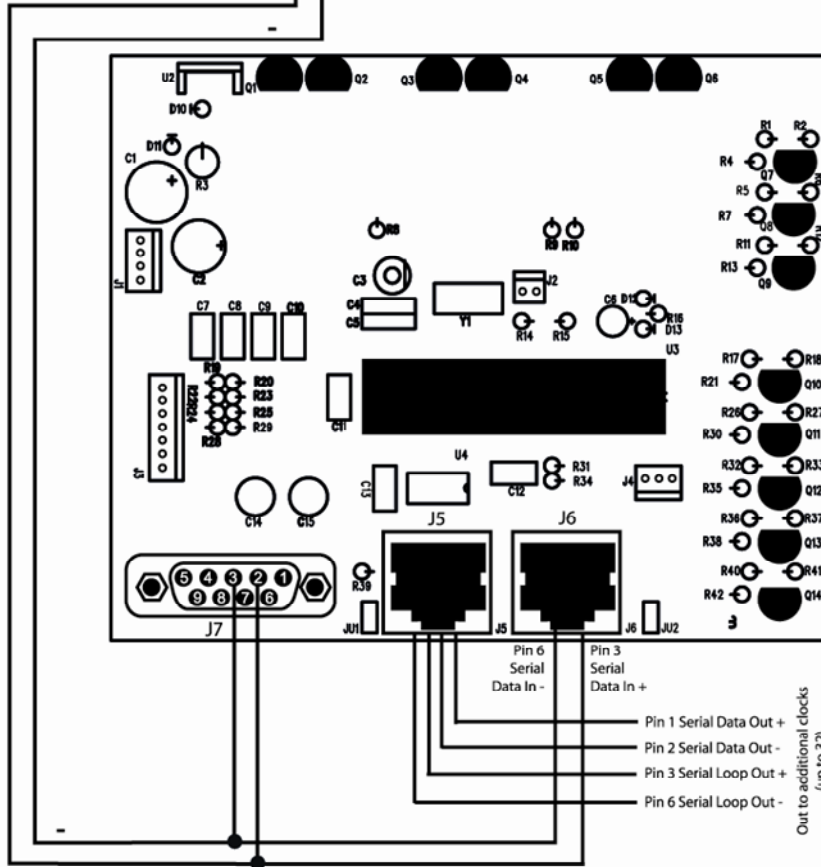 -
U2
Q1
Q2
Q3
Q4
Q5
Q6
D10
D11
C1
+
R3
R1
R2
R4
Q7
R5
R7
Q8
R11
R13
Q9
C2
+
J1
R8
R9
R10
C3
C4
C5
Y1
J2
C6
D12
+
R16
D13
R14
R15
U3
C7
C8
C9
C10
R19
R20
R22
R24
R23
R25
R28
R29
J3
C14
C15
R17
R18
R21
Q10
R26
R27
R30
Q11
R32
R33
R35
Q12
R36
R37
R38
Q13
R40
R41
R42
Q14
U4
C13
C12
R31
R34
J4
J5
J6
5 4 3 2 1
9 8 7 6
J7
R39
JU1
J5
J6
JU2
Pin 6
Serial
Data In -
Pin 3
Serial
Data In +
Pin 1 Serial Data Out +
Pin 2 Serial Data Out -
Pin 3 Serial Loop Out +
Pin 6 Serial Loop Out -
Out to additional clocks
(up to 32)
-